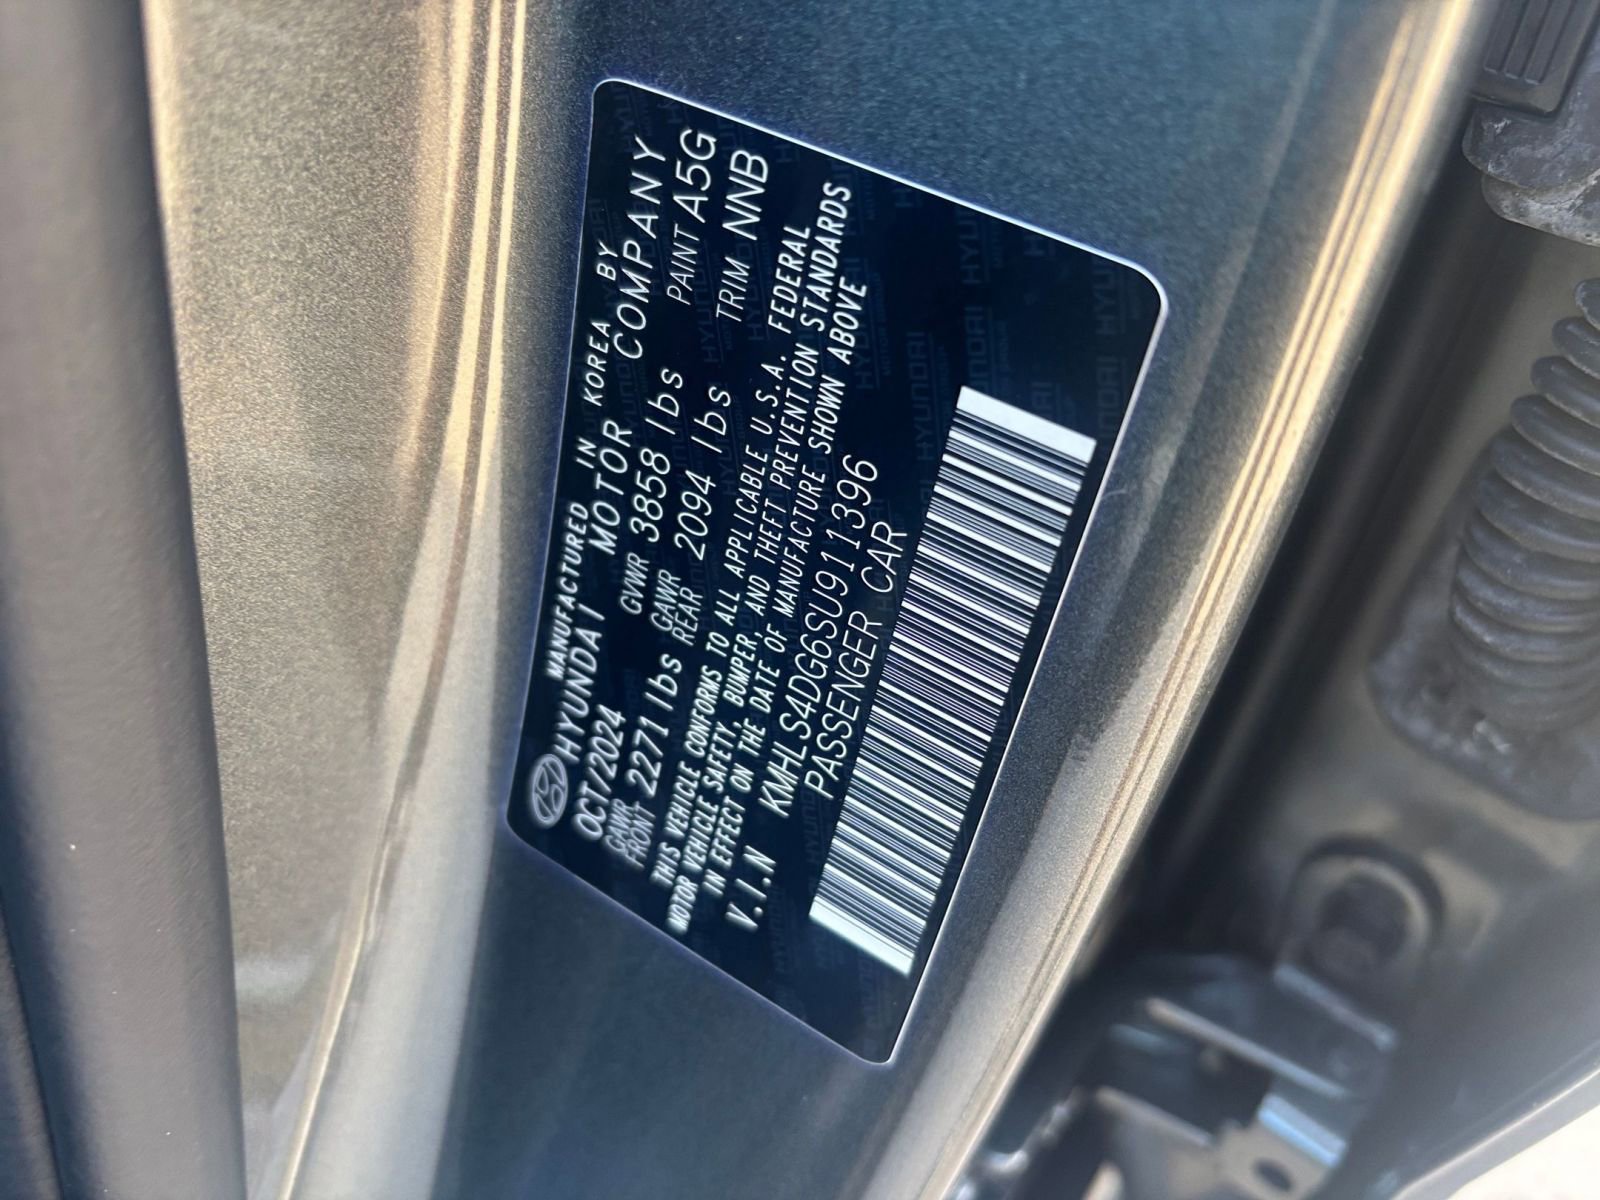 MANUFACTURED IN KOREA BY
HYUNDAI MOTOR COMPANY
OCT/2024 GVWR 3858 lbs PAINT A5G
GAWR FRONT 2271 lbs GAWR REAR 2094 lbs TRIM NNB
THIS VEHICLE CONFORMS TO ALL APPLICABLE U.S.A. FEDERAL
MOTOR VEHICLE SAFETY, BUMPER, AND THEFT PREVENTION STANDARDS
IN EFFECT ON THE DATE OF MANUFACTURE SHOWN ABOVE
V.I.N KMHLS4DG6SU911396
PASSENGER CAR